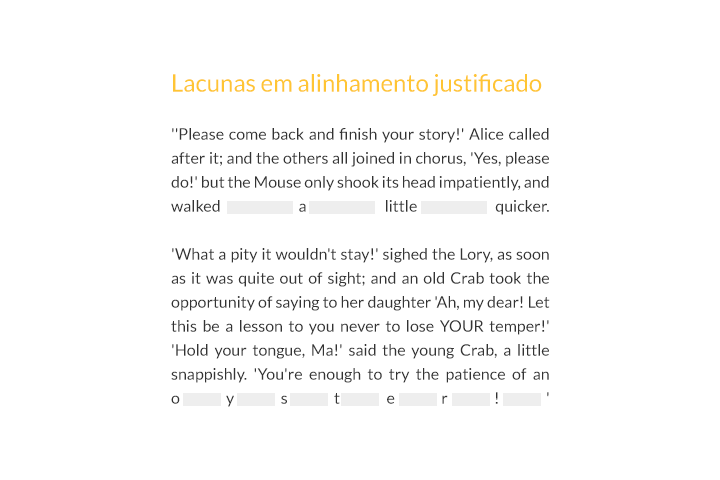 Lacunas em alinhamento justificado
''Please come back and finish your story!' Alice called
after it; and the others all joined in chorus, 'Yes, please
do!' but the Mouse only shook its head impatiently, and
walked a little quicker.
'What a pity it wouldn't stay!' sighed the Lory, as soon
as it was quite out of sight; and an old Crab took the
opportunity of saying to her daughter 'Ah, my dear! Let
this be a lesson to you never to lose YOUR temper!'
'Hold your tongue, Ma!' said the young Crab, a little
snappishly. 'You're enough to try the patience of an
o y s t e r ! '